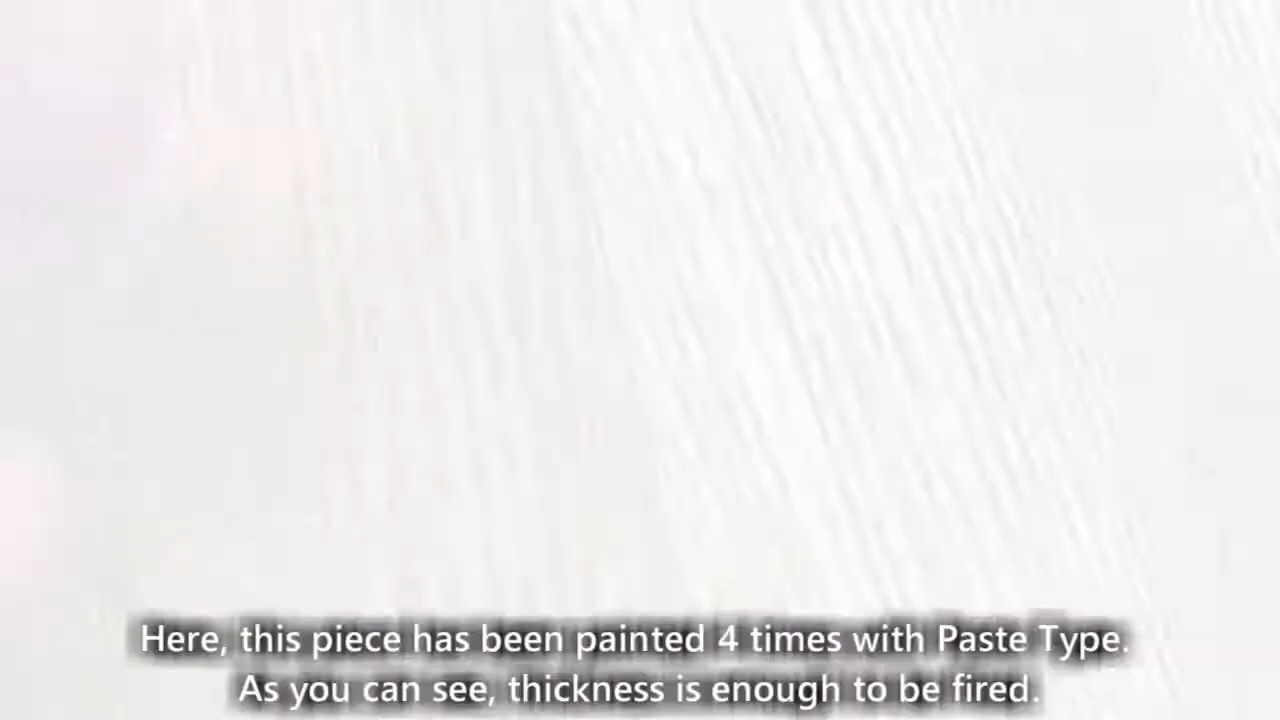 Here, this piece has been painted 4 times with Paste Type.
As you can see, thickness is enough to be fired.